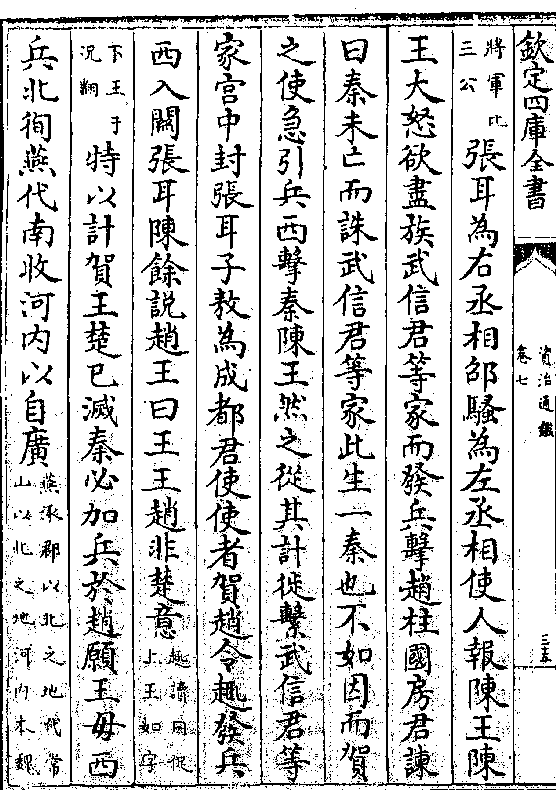 欽定四庫全書
資治通鑑
卷七
三五
將軍比
三公
張耳為右丞相邵騷為左丞相使人報陳王陳
王大怒欲盡族武信君等家而發兵擊趙柱國房君諫
曰秦未亡而誅武信君等家此生一秦也不如因而賀
之使急引兵西擊秦陳王然之從其計徙繫武信君等
家宫中封張耳子敖為成都君使使者賀趙令趣發兵
西入關張耳陳餘説趙王曰王王趙非楚意
趣讀曰促
上王如字
下王于
況翻
特以計賀王楚已滅秦必加兵於趙願王毋西
兵北徇燕代南收河内以自廣
燕涿郡以北之地代常
山以北之地河内本魏